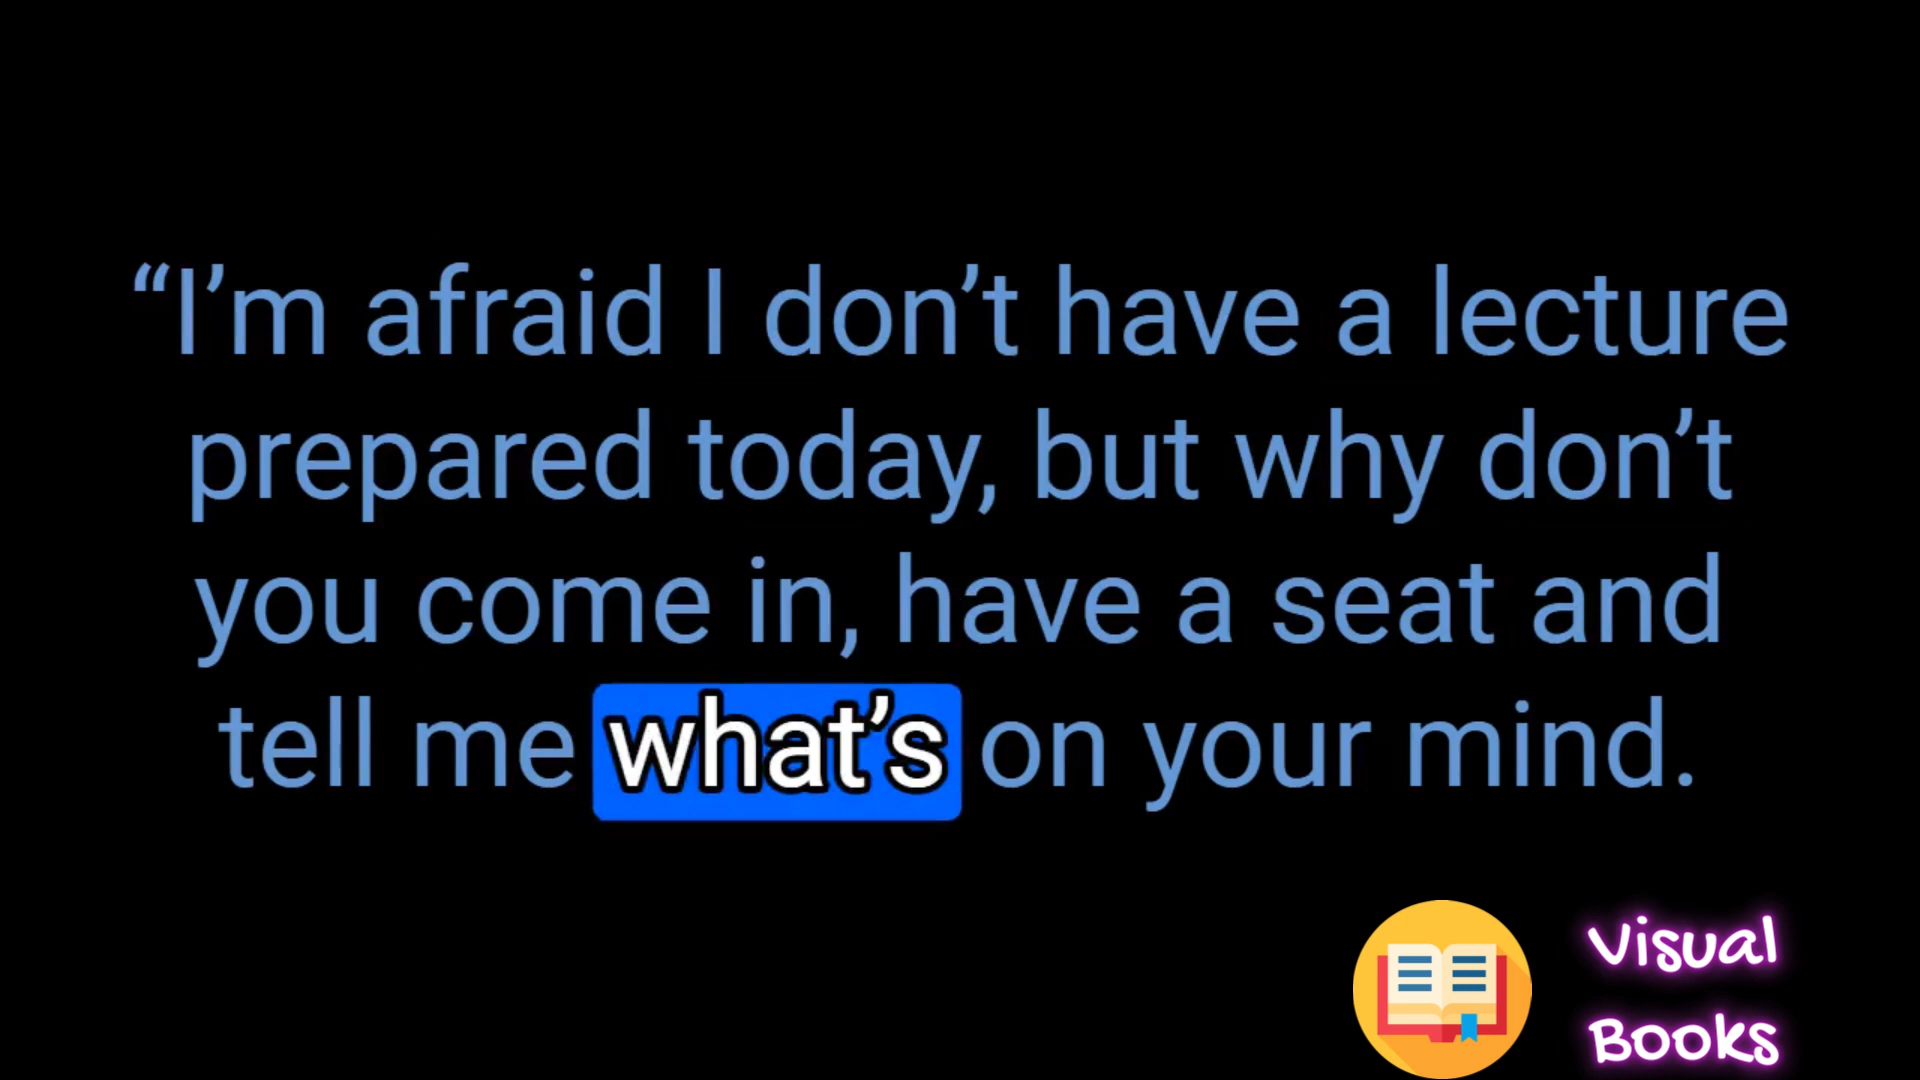 “I’m afraid I don’t have a lecture
prepared today, but why don’t
you come in, have a seat and
tell me what’s on your mind.
Visual
Books